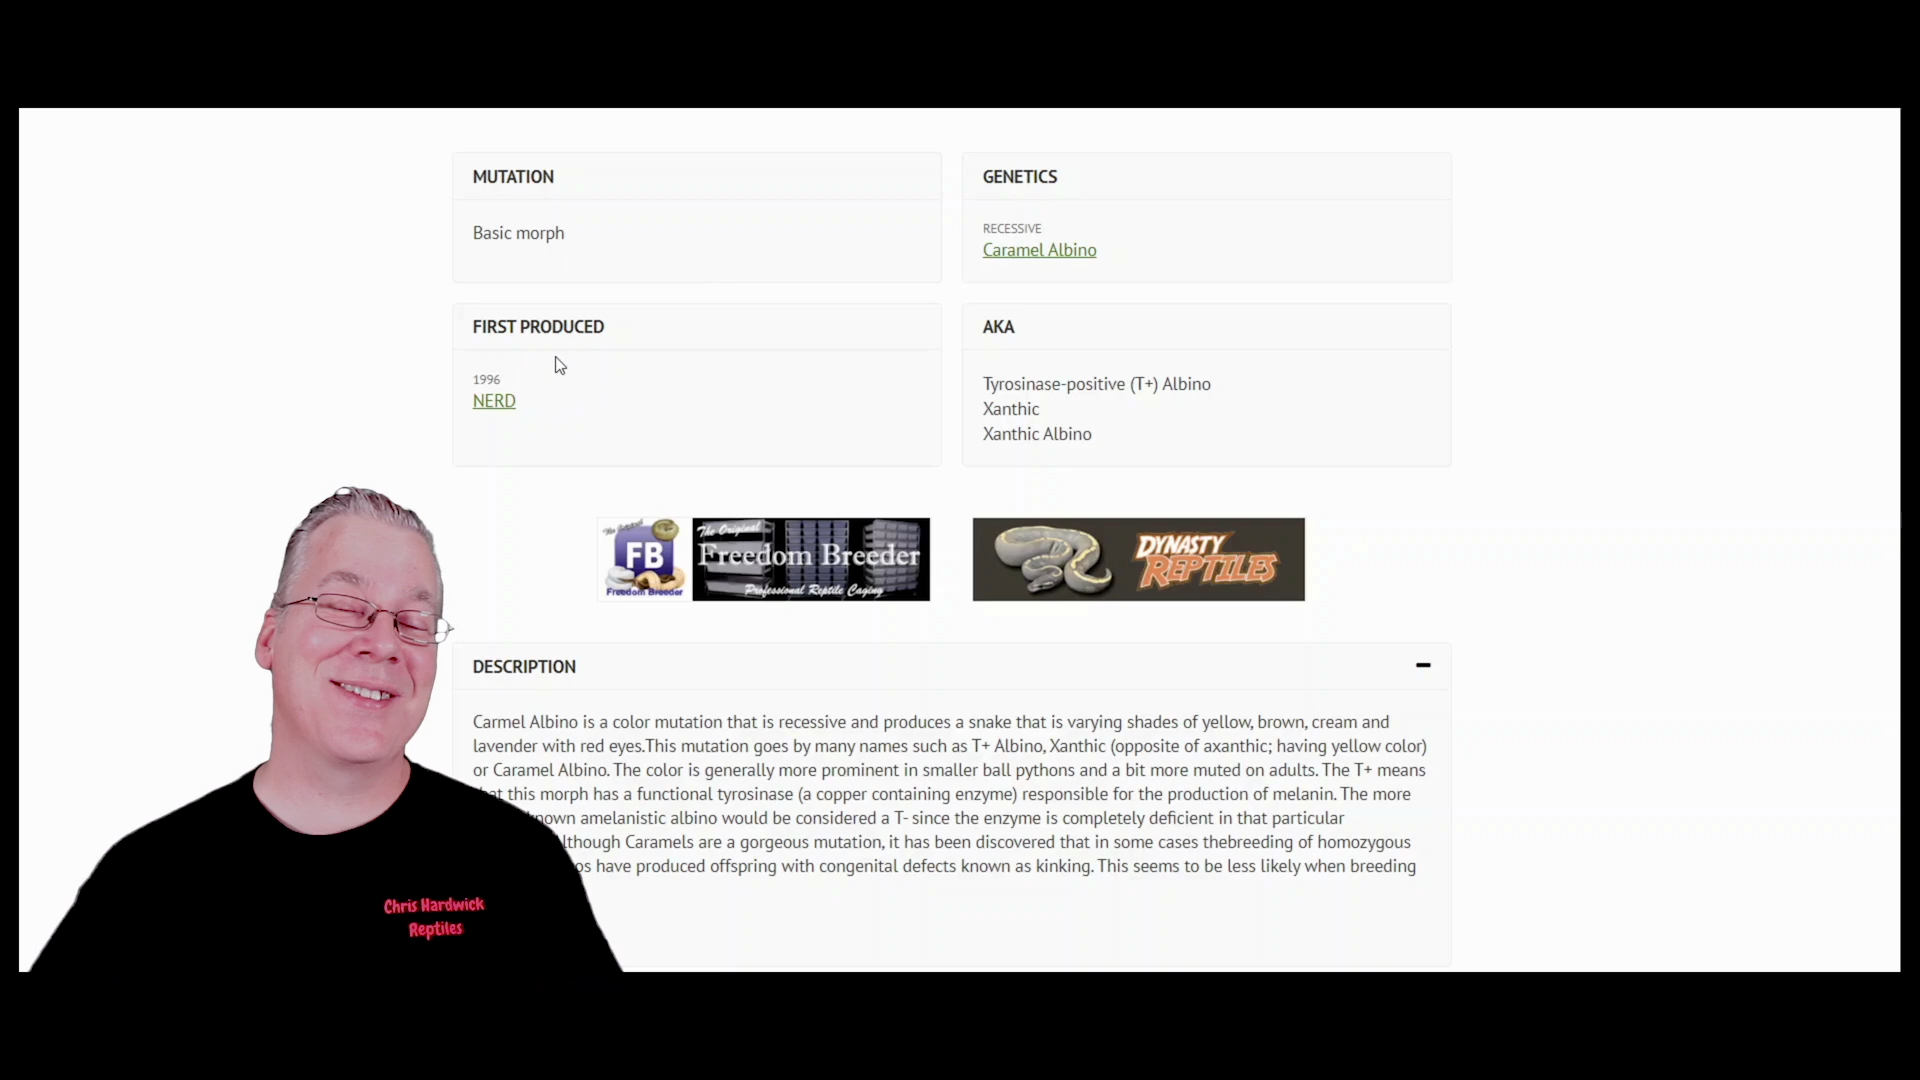 MUTATION
Basic morph
GENETICS
RECESSIVE
Caramel Albino
FIRST PRODUCED
1996
NERD
AKA
Tyrosinase-positive (T+) Albino
Xanthic
Xanthic Albino
The Original
FB
Freedom Breeder
The Original
Freedom Breeder
Professional Reptile Caging
DYNASTY
REPTILES
DESCRIPTION
Carmel Albino is a color mutation that is recessive and produces a snake that is varying shades of yellow, brown, cream and
lavender with red eyes.This mutation goes by many names such as T+ Albino, Xanthic (opposite of axanthic; having yellow color)
or Caramel Albino. The color is generally more prominent in smaller ball pythons and a bit more muted on adults. The T+ means
this morph has a functional tyrosinase (a copper containing enzyme) responsible for the production of melanin. The more
amelanistic albino would be considered a T- since the enzyme is completely deficient in that particular
Caramels are a gorgeous mutation, it has been discovered that in some cases thebreeding of homozygous
have produced offspring with congenital defects known as kinking. This seems to be less likely when breeding
Chris Hardwick
Reptiles